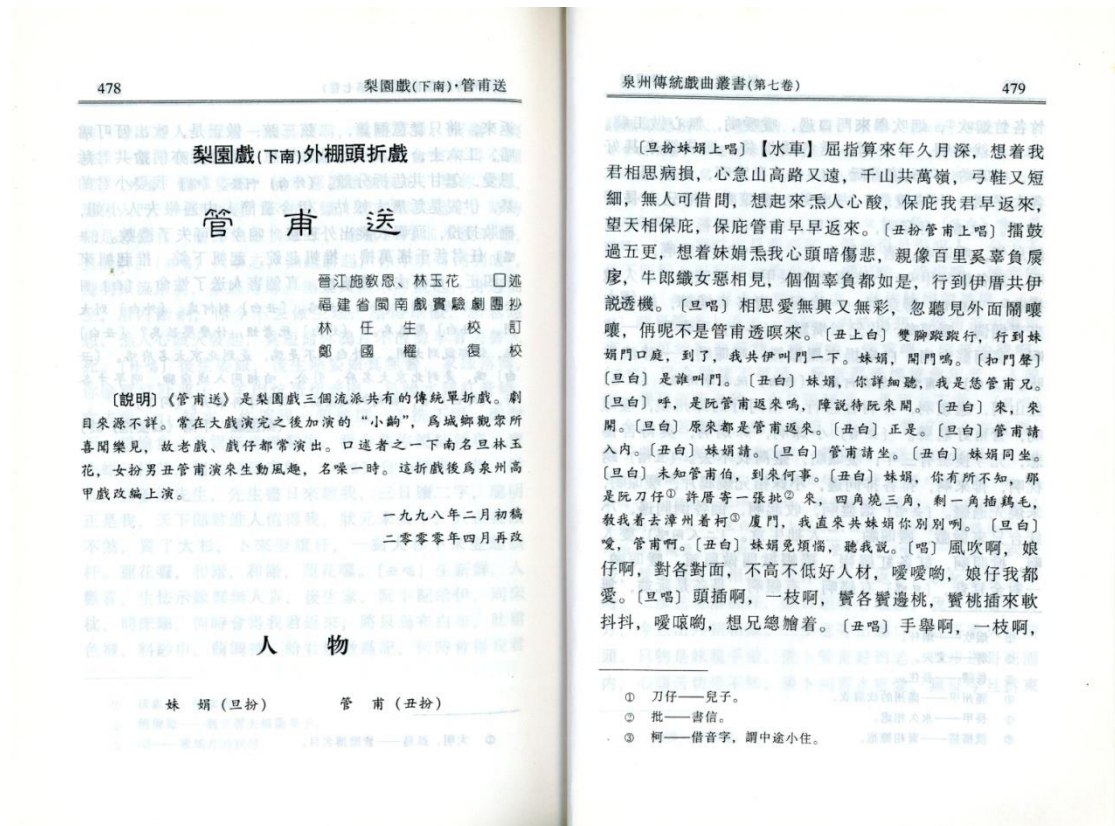 478
梨園戲(下南)·管甫送
梨園戲(下南)外棚頭折戲
管 甫 送
晉江施教恩、林玉花 口述
福建省閩南戲實驗劇團抄
林 任 生 校 訂
鄭 國 權 復 校
〔說明〕《管甫送》是梨園戲三個流派共有的傳統單折戲。劇
目來源不詳。常在大戲演完之後加演的“小齣”，爲城鄉觀眾所
喜聞樂見，故老戲、戲仔都常演出。口述者之一下南名旦林玉
花，女扮男丑管甫演來生動風趣，名噪一時。這折戲後爲泉州高
甲戲改編上演。
一九九八年二月初稿
二零零零年四月再改
人 物
妹 娟(旦扮) 管 甫(丑扮)
泉州傳統戲曲叢書(第七卷)
479
〔旦扮妹娟上唱〕【水車】屈指算來年久月深，想着我
君相思病損，心急山高路又遠，千山共萬嶺，弓鞋又短
細，無人可借問，想起來𤆬人心酸，保庇我君早返來，
望天相保庇，保庇管甫早早返來。〔丑扮管甫上唱〕擂鼓
過五更，想着妹娟𤆬我心頭暗傷悲，親像百里奚辜負扊
扅，牛郎織女惡相見，個個辜負都如是，行到伊厝共伊
說透機。〔旦唱〕相思愛無興又無彩，忽聽見外面鬧嚷
嚷，侢呢不是管甫透暝來。〔丑上白〕雙腳蹤蹤行，行到妹
娟門口庭，到了，我共伊叫門一下。妹娟，開門嗚。〔扣門聲〕
〔旦白〕是誰叫門。〔丑白〕妹娟，你詳細聽，我是恁管甫兄。
〔旦白〕呼，是阮管甫返來嗚，障說待阮來開。〔丑白〕來，來
開。〔旦白〕原來都是管甫返來。〔丑白〕正是。〔旦白〕管甫請
入內。〔丑白〕妹娟請。〔旦白〕管甫請坐。〔丑白〕妹娟同坐。
〔旦白〕未知管甫伯，到來何事。〔丑白〕妹娟，你有所不知，那
是阮刀仔① 許厝寄一張批② 來，四角燒三角，剩一角插鷄毛，
教我着去漳州着柯③ 廈門，我直來共妹娟你別別咧。〔旦白〕
噯，管甫啊。〔丑白〕妹娟免煩惱，聽我說。〔唱〕風吹啊，娘
仔啊，對各對面，不高不低好人材，噯噯喲，娘仔我都
愛。〔旦唱〕頭插啊，一枝啊，鬢各鬢邊桃，鬢桃插來軟
抖抖，噯噥喲，想兄總䆀着。〔丑唱〕手舉啊，一枝啊，
① 刀仔——兒子。
② 批——書信。
③ 柯——借音字，謂中途小住。